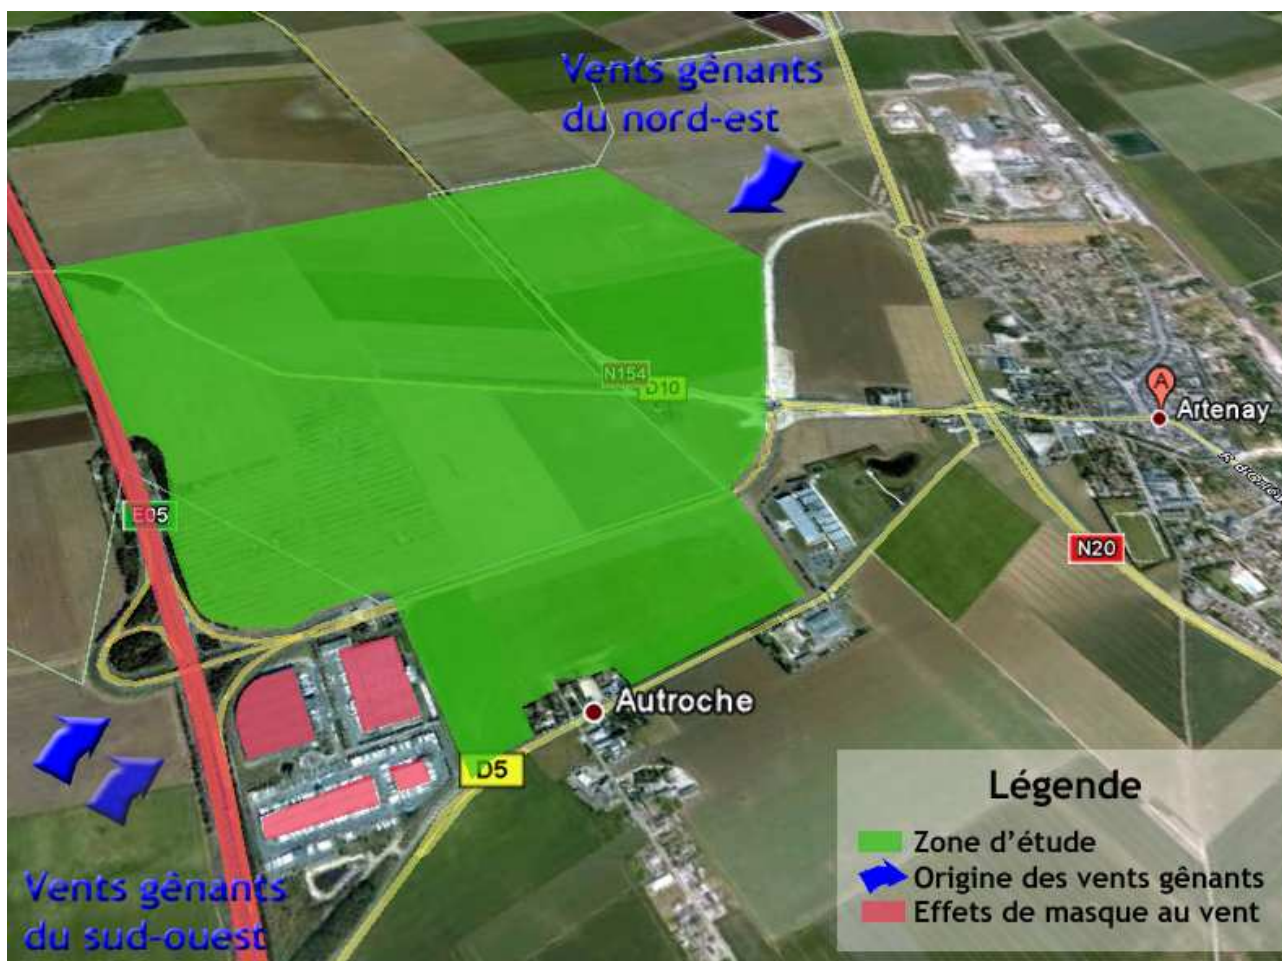 Vents gênants
du nord-est
N154
D10
A
Artenay
E05
N20
Autroche
D5
Vents gênants
du sud-ouest
Légende
Zone d'étude
Origine des vents gênants
Effets de masque au vent